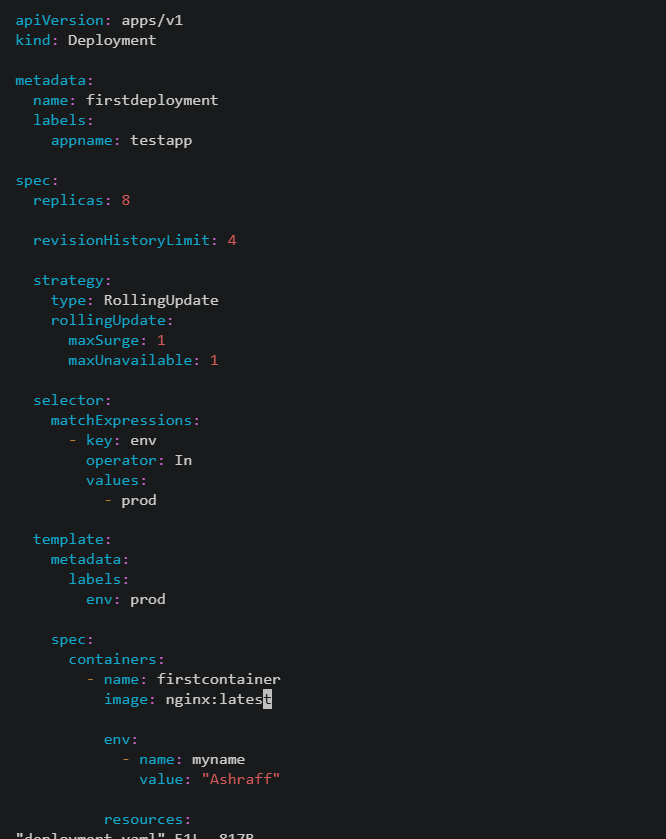 apiVersion: apps/v1
kind: Deployment
metadata:
  name: firstdeployment
  labels:
    appname: testapp
spec:
  replicas: 8
  revisionHistoryLimit: 4
  strategy:
    type: RollingUpdate
    rollingUpdate:
      maxSurge: 1
      maxUnavailable: 1
  selector:
    matchExpressions:
      - key: env
        operator: In
        values:
          - prod
  template:
    metadata:
      labels:
        env: prod
    spec:
      containers:
        - name: firstcontainer
          image: nginx:latest
          env:
            - name: myname
              value: "Ashraff"
          resources:
"deployment.yaml" 51L, 817B